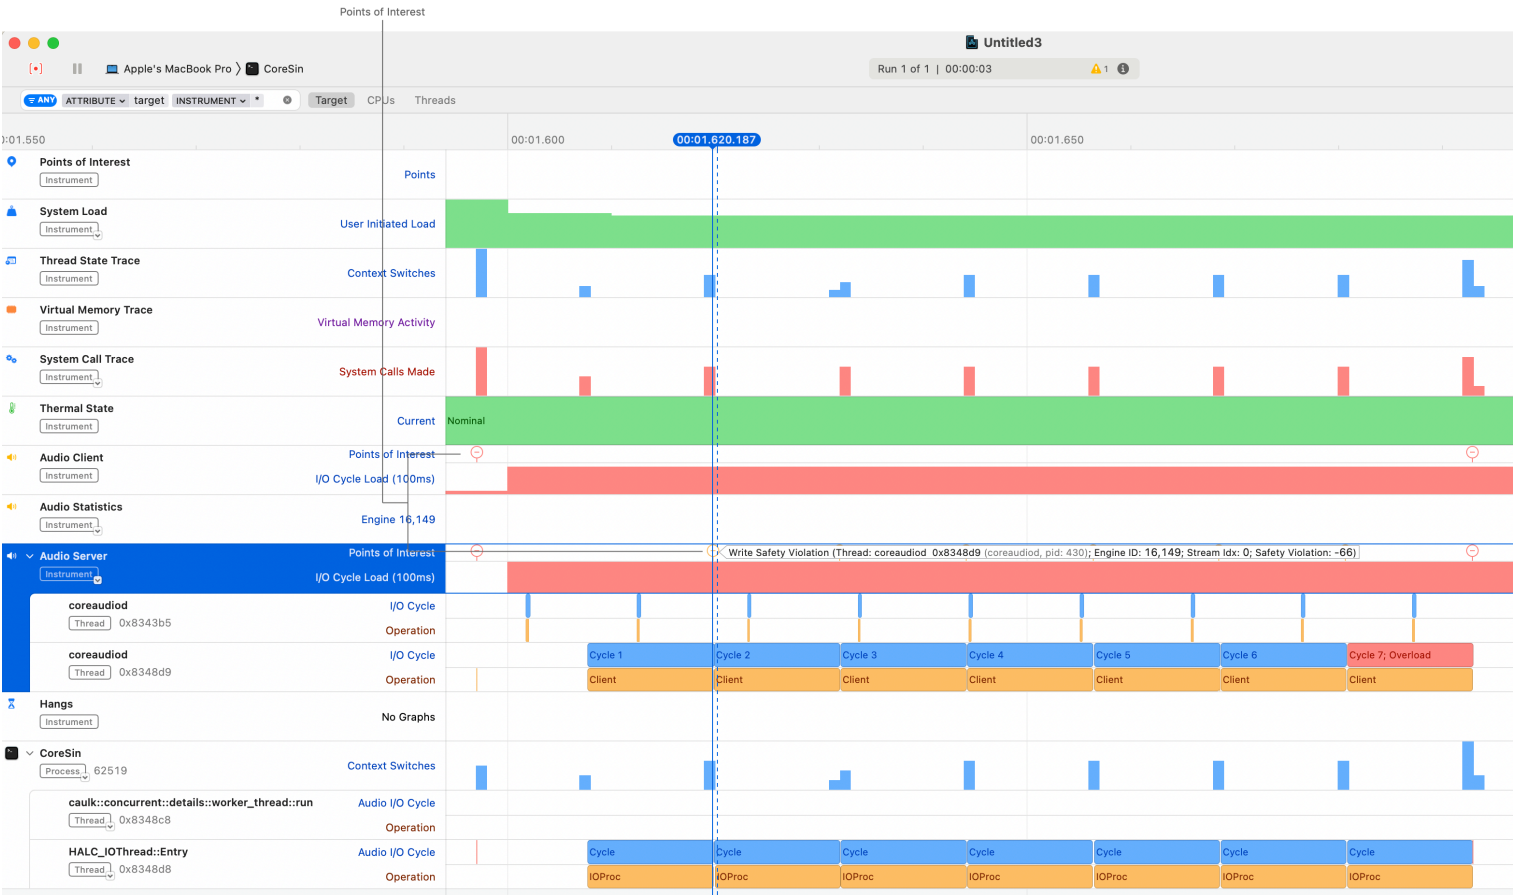 Points of Interest
Untitled3
Apple's MacBook Pro 〉 CoreSin
Run 1 of 1 | 00:00:03
1
ANY ATTRIBUTE target INSTRUMENT * Target CPUs Threads
0:01.550
00:01.600
00:01.620.187
00:01.650
Points of Interest
Instrument
Points
System Load
Instrument
User Initiated Load
Thread State Trace
Instrument
Context Switches
Virtual Memory Trace
Instrument
Virtual Memory Activity
System Call Trace
Instrument
System Calls Made
Thermal State
Instrument
Current
Nominal
Audio Client
Instrument
Points of Interest
I/O Cycle Load (100ms)
Audio Statistics
Instrument
Engine 16,149
Audio Server
Instrument
Points of Interest
Write Safety Violation (Thread: coreaudiod 0x8348d9 (coreaudiod, pid: 430); Engine ID: 16,149; Stream Idx: 0; Safety Violation: -66)
I/O Cycle Load (100ms)
coreaudiod
Thread 0x8343b5
I/O Cycle
Operation
coreaudiod
Thread 0x8348d9
I/O Cycle
Cycle 1 Cycle 2 Cycle 3 Cycle 4 Cycle 5 Cycle 6 Cycle 7; Overload
Operation
Client Client Client Client Client Client Client
Hangs
Instrument
No Graphs
CoreSin
Process 62519
Context Switches
caulk::concurrent::details::worker_thread::run
Thread 0x8348c8
Audio I/O Cycle
Operation
HALC_IOThread::Entry
Thread 0x8348d8
Audio I/O Cycle
Cycle Cycle Cycle Cycle Cycle Cycle Cycle
Operation
IOProc IOProc IOProc IOProc IOProc IOProc IOProc